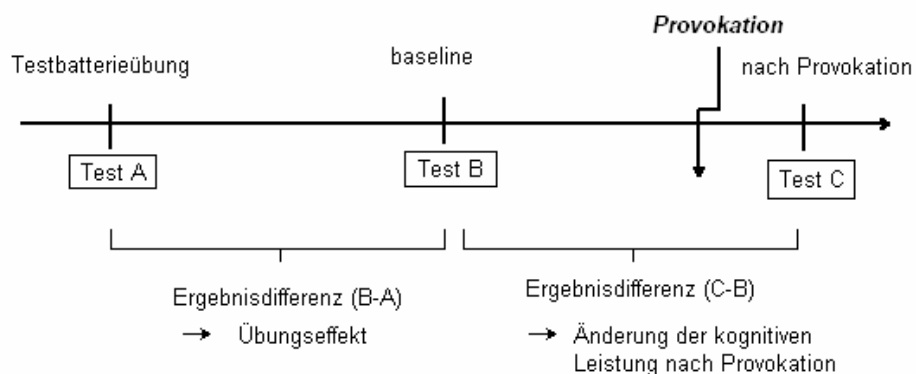 Provokation
Testbatterieübung
baseline
nach Provokation
Test A
Test B
Test C
Ergebnisdifferenz (B-A)
→ Übungseffekt
Ergebnisdifferenz (C-B)
→ Änderung der kognitiven
Leistung nach Provokation